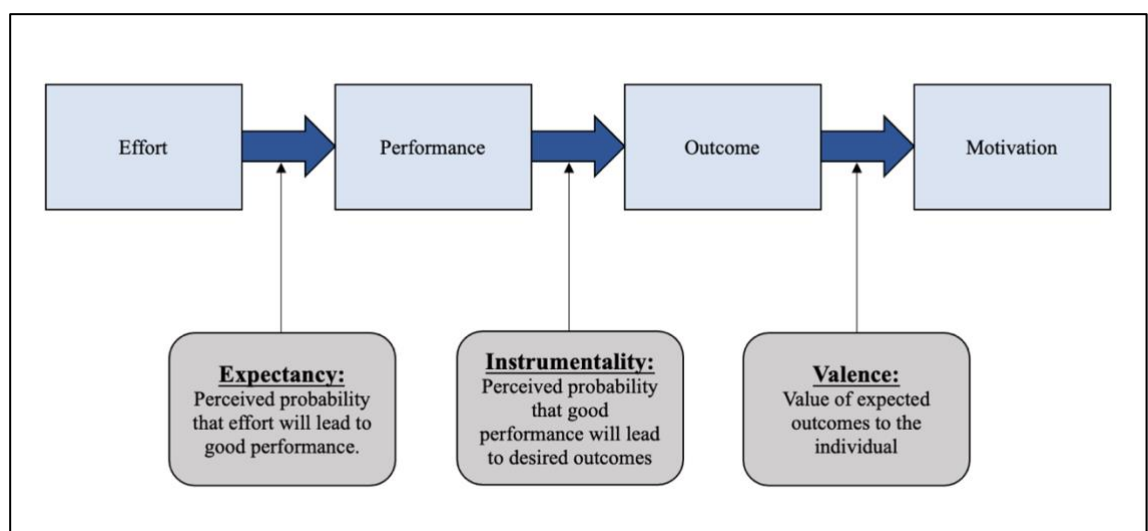 Effort
Performance
Outcome
Motivation
Expectancy:
Perceived probability
that effort will lead to
good performance.
Instrumentality:
Perceived probability
that good
performance will lead
to desired outcomes
Valence:
Value of expected
outcomes to the
individual